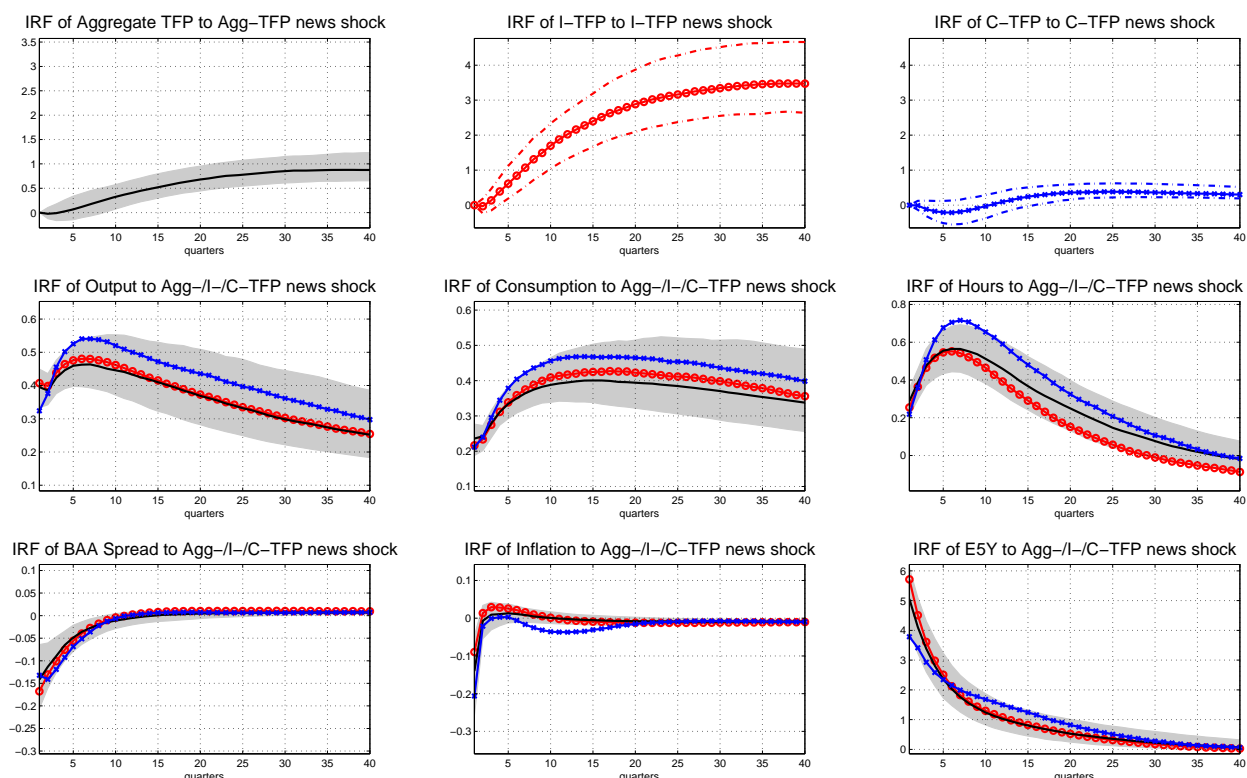 IRF of Aggregate TFP to Agg−TFP news shock
3.5
3
2.5
2
1.5
1
0.5
0
5 10 15 20 25 30 35 40
quarters
IRF of I−TFP to I−TFP news shock
4
3
2
1
0
5 10 15 20 25 30 35 40
quarters
IRF of C−TFP to C−TFP news shock
4
3
2
1
0
5 10 15 20 25 30 35 40
quarters
IRF of Output to Agg−/I−/C−TFP news shock
0.6
0.5
0.4
0.3
0.2
0.1
5 10 15 20 25 30 35 40
quarters
IRF of Consumption to Agg−/I−/C−TFP news shock
0.6
0.5
0.4
0.3
0.2
0.1
5 10 15 20 25 30 35 40
quarters
IRF of Hours to Agg−/I−/C−TFP news shock
0.8
0.6
0.4
0.2
0
5 10 15 20 25 30 35 40
quarters
IRF of BAA Spread to Agg−/I−/C−TFP news shock
0.1
0.05
0
−0.05
−0.1
−0.15
−0.2
−0.25
−0.3
5 10 15 20 25 30 35 40
quarters
IRF of Inflation to Agg−/I−/C−TFP news shock
0.1
0
−0.1
−0.2
−0.3
5 10 15 20 25 30 35 40
quarters
IRF of E5Y to Agg−/I−/C−TFP news shock
6
5
4
3
2
1
0
5 10 15 20 25 30 35 40
quarters